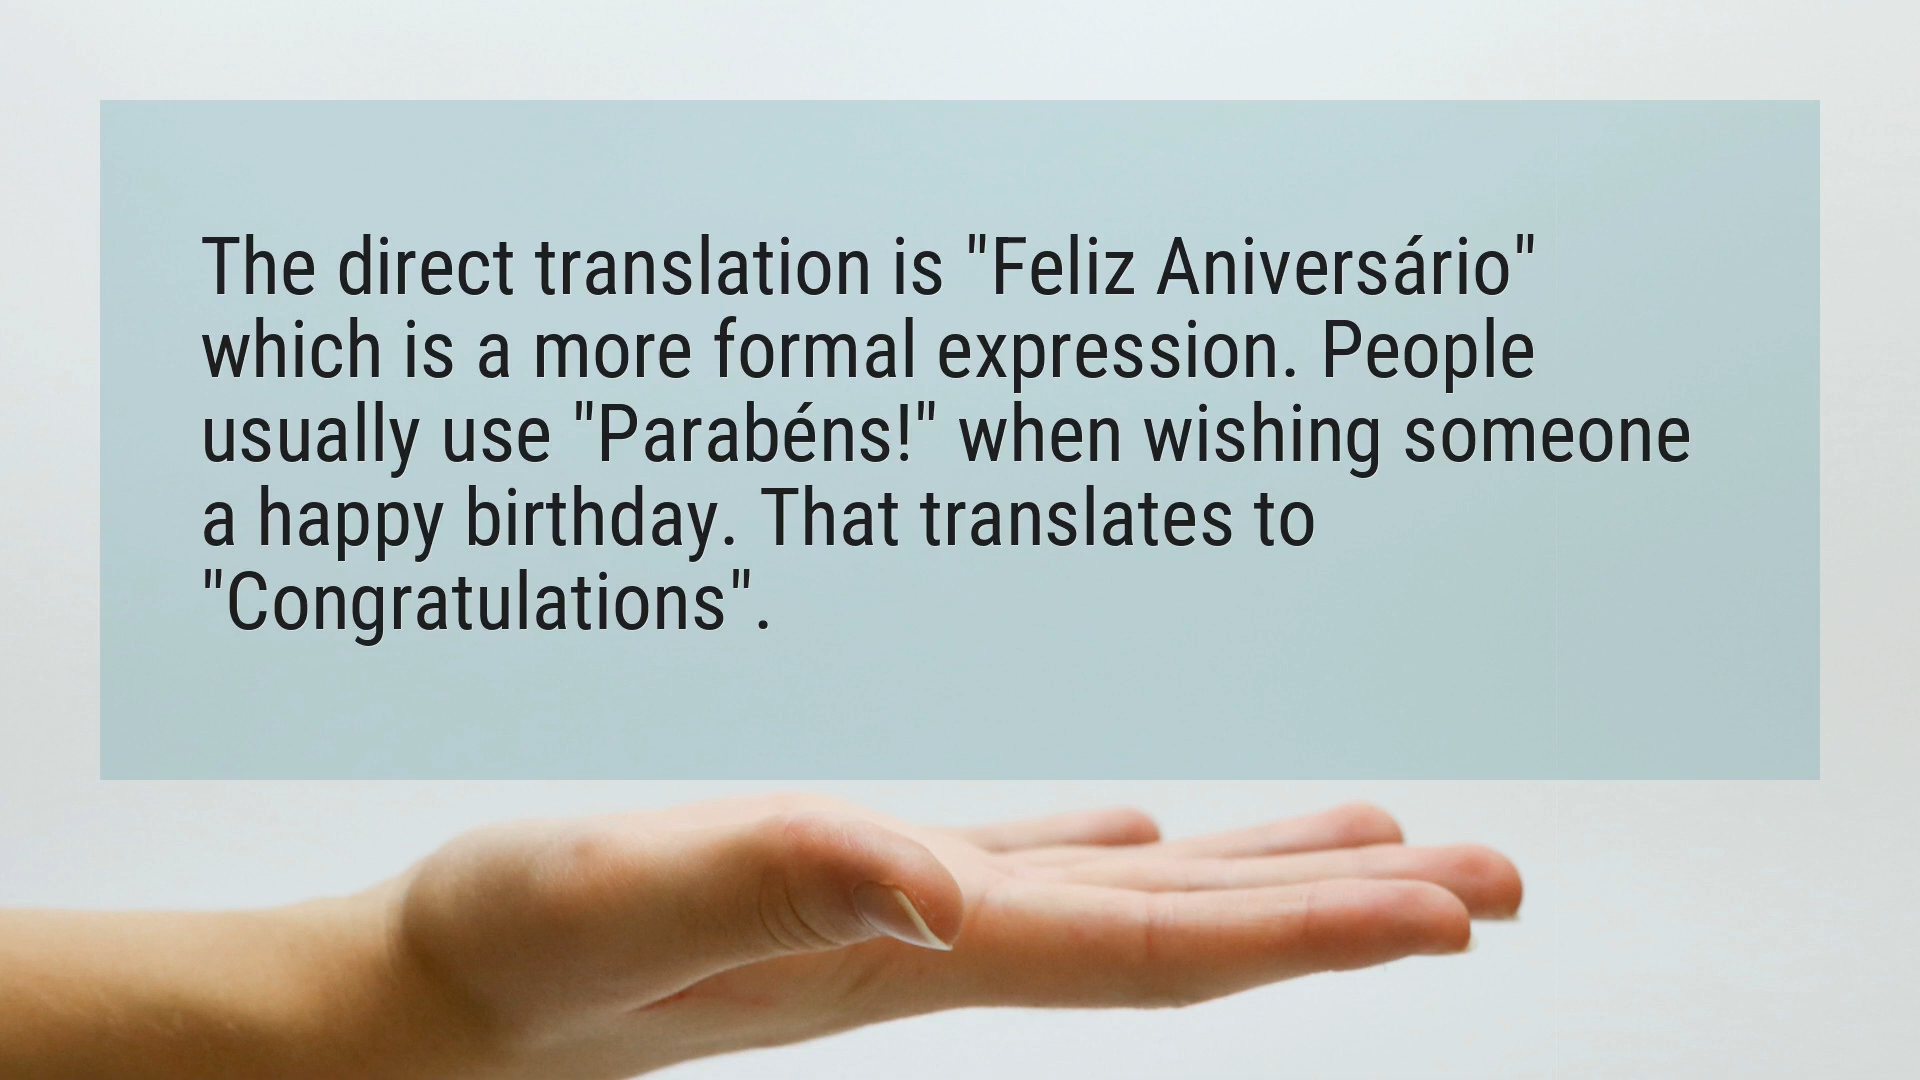 The direct translation is "Feliz Aniversário"
which is a more formal expression. People
usually use "Parabéns!" when wishing someone
a happy birthday. That translates to
"Congratulations".